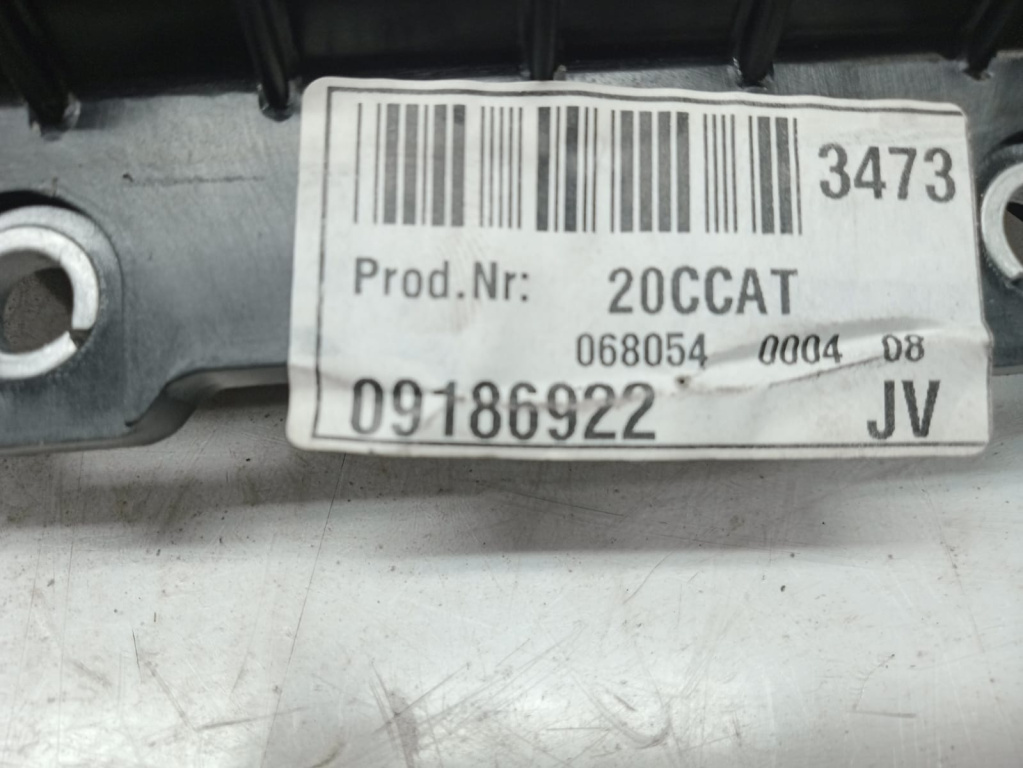 3473
Prod.Nr: 20CCAT
068054 0004 08
09186922 JV